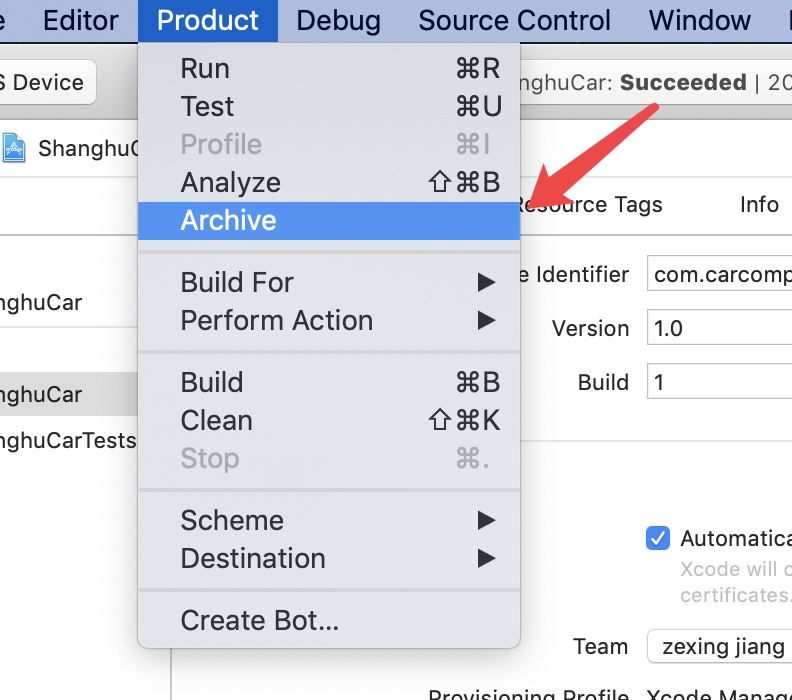 Editor Product Debug Source Control Window
S Device
nghuCar: Succeeded | 20
Run ⌘R
Test ⌘U
Profile ⌘I
Analyze ⇧⌘B
Archive
Build For ▶
Perform Action ▶
Build ⌘B
Clean ⇧⌘K
Stop ⌘.
Scheme ▶
Destination ▶
Create Bot...
ShanghuC
nghuCar
nghuCar
nghuCarTests
Resource Tags Info
e Identifier com.carcomp
Version 1.0
Build 1
Automatica
Xcode will c
certificates.
Team zexing jiang
Provisioning Profile Xcode Manag